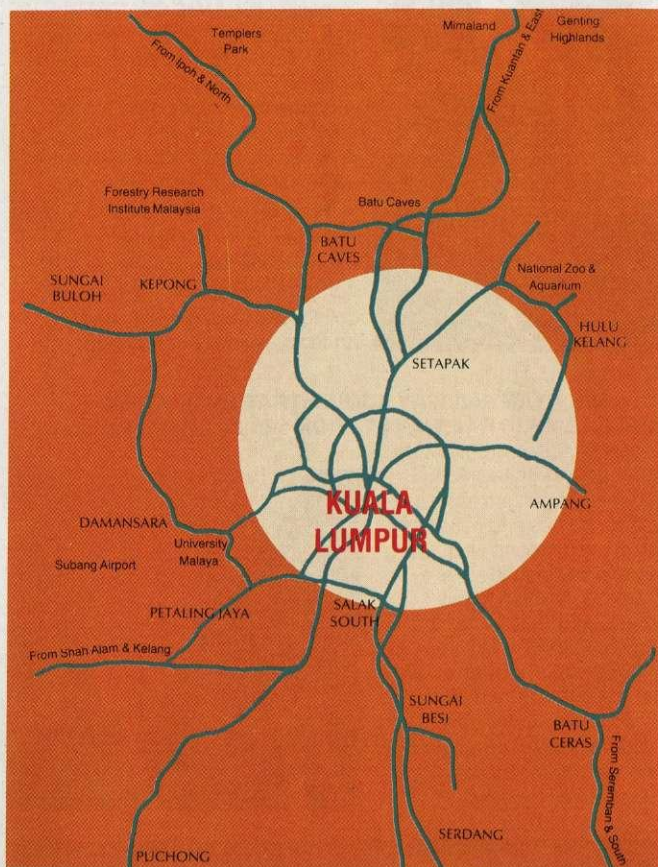 Templers
Park
Mimaland
Genting
Highlands
From Ipoh & North
From Kuantan & East
Forestry Research
Institute Malaysia
Batu Caves
BATU
CAVES
SUNGAI
BULOH
KEPONG
National Zoo &
Aquarium
HULU
KELANG
SETAPAK
AMPANG
KUALA
LUMPUR
DAMANSARA
University
Malaya
Subang Airport
PETALING JAYA
SALAK
SOUTH
From Shah Alam & Kelang
SUNGAI
BESI
BATU
CERAS
From Seremban & South
SERDANG
PUCHONG